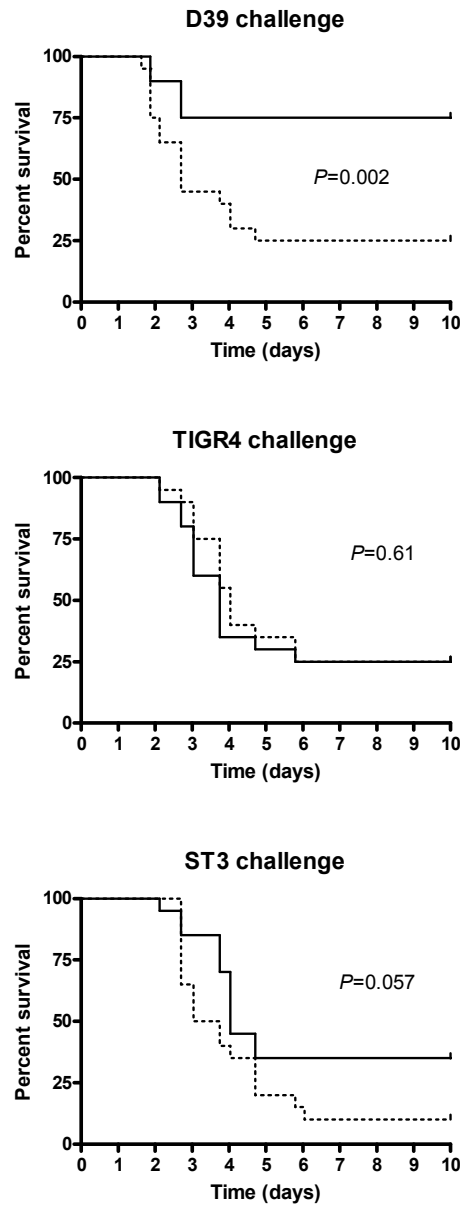 D39 challenge
Percent survival
100
75
50
25
0
P=0.002
0 1 2 3 4 5 6 7 8 9 10
Time (days)
TIGR4 challenge
Percent survival
100
75
50
25
0
P=0.61
0 1 2 3 4 5 6 7 8 9 10
Time (days)
ST3 challenge
Percent survival
100
75
50
25
0
P=0.057
0 1 2 3 4 5 6 7 8 9 10
Time (days)